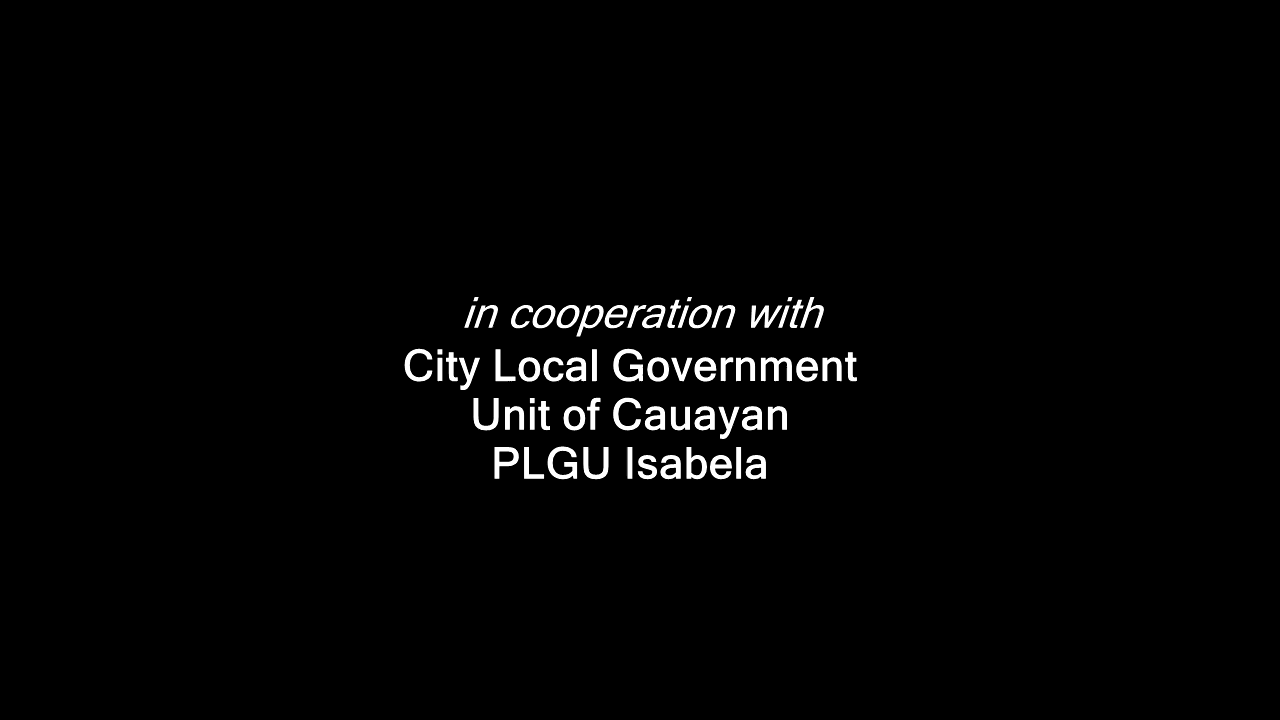 in cooperation with
City Local Government
Unit of Cauayan
PLGU Isabela